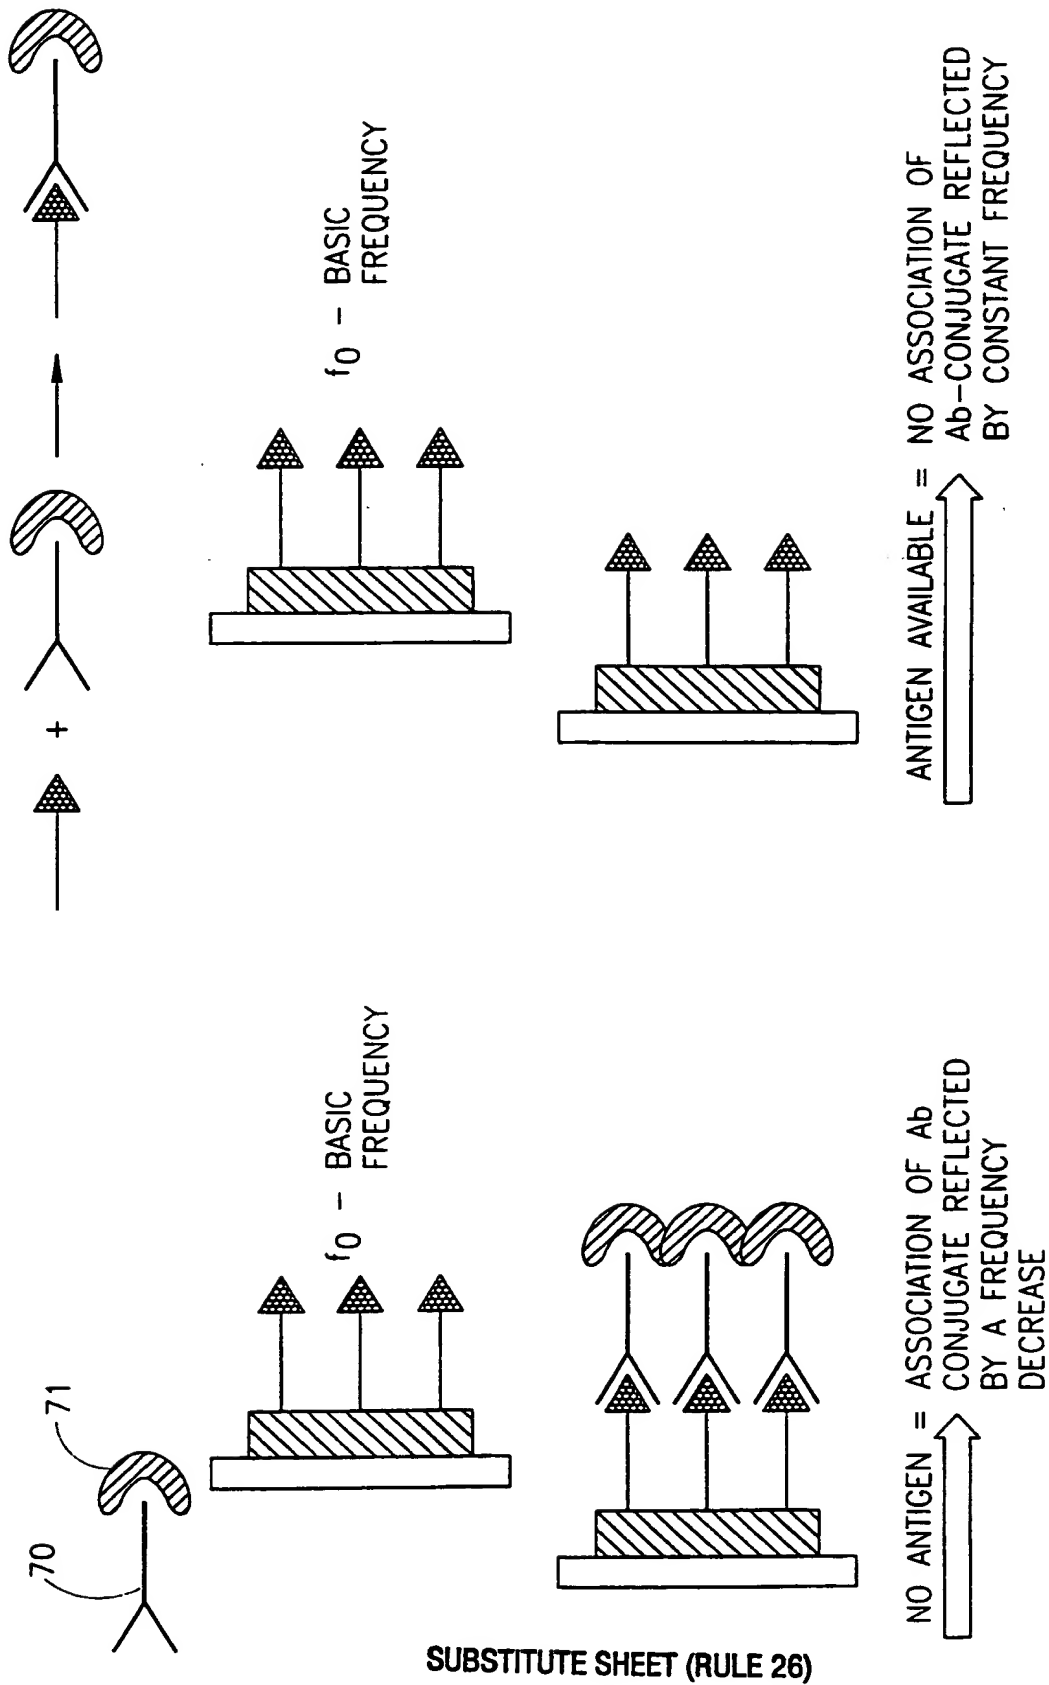 70
71
f0 – BASIC
FREQUENCY
NO ANTIGEN = ASSOCIATION OF Ab
CONJUGATE REFLECTED
BY A FREQUENCY
DECREASE
+
f0 – BASIC
FREQUENCY
ANTIGEN AVAILABLE = NO ASSOCIATION OF
Ab–CONJUGATE REFLECTED
BY CONSTANT FREQUENCY
SUBSTITUTE SHEET (RULE 26)